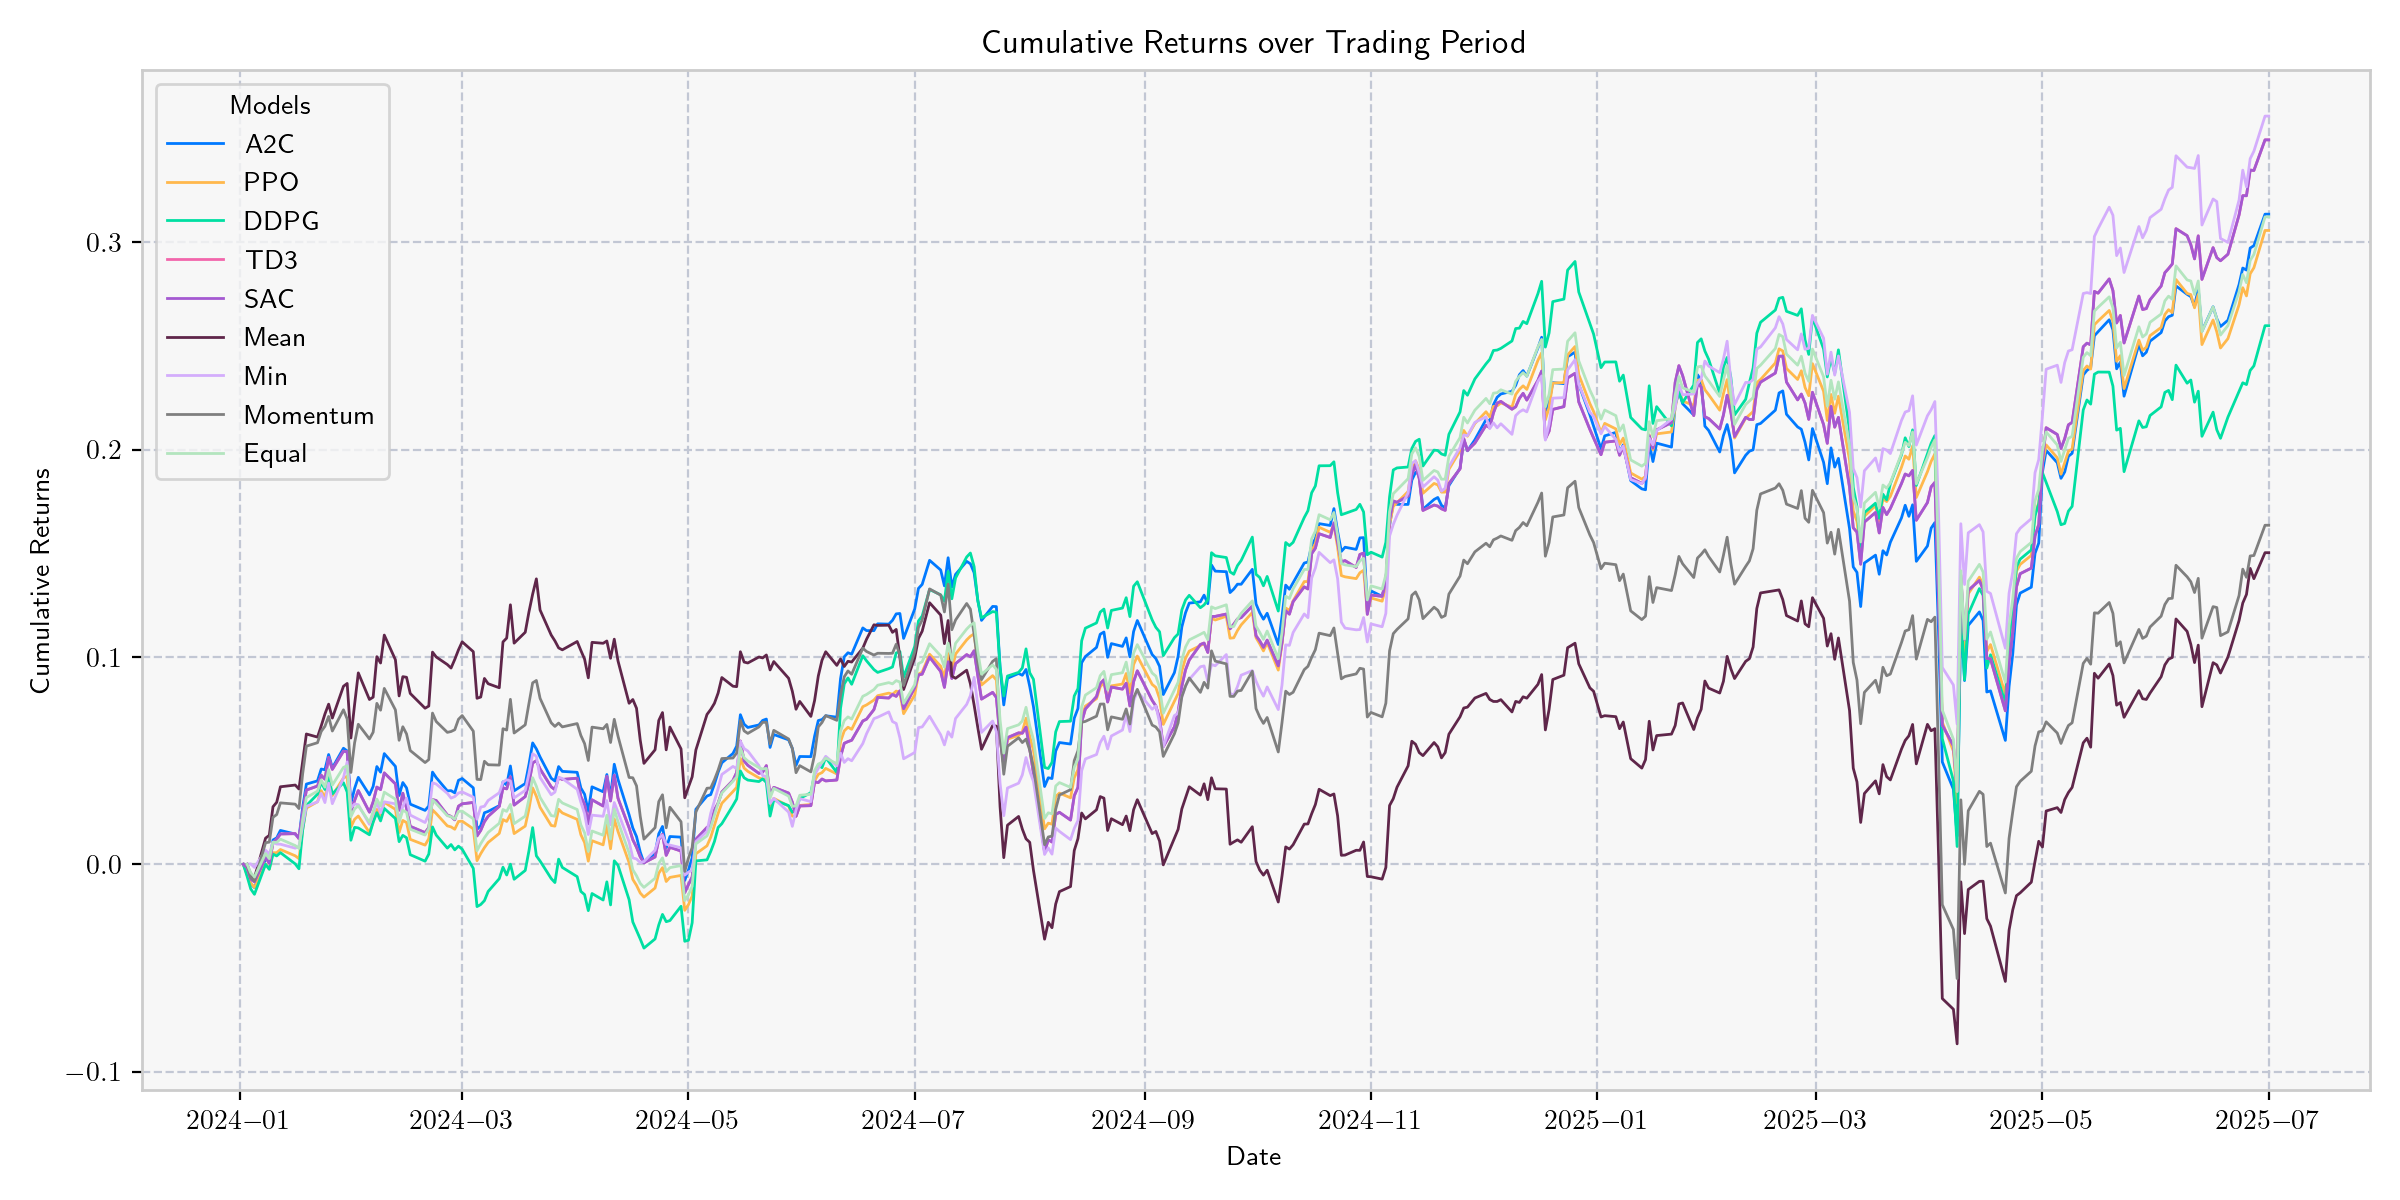 Cumulative Returns over Trading Period
Models
A2C
PPO
DDPG
TD3
SAC
Mean
Min
Momentum
Equal
Cumulative Returns
0.3
0.2
0.1
0.0
−0.1
2024−01 2024−03 2024−05 2024−07 2024−09 2024−11 2025−01 2025−03 2025−05 2025−07
Date